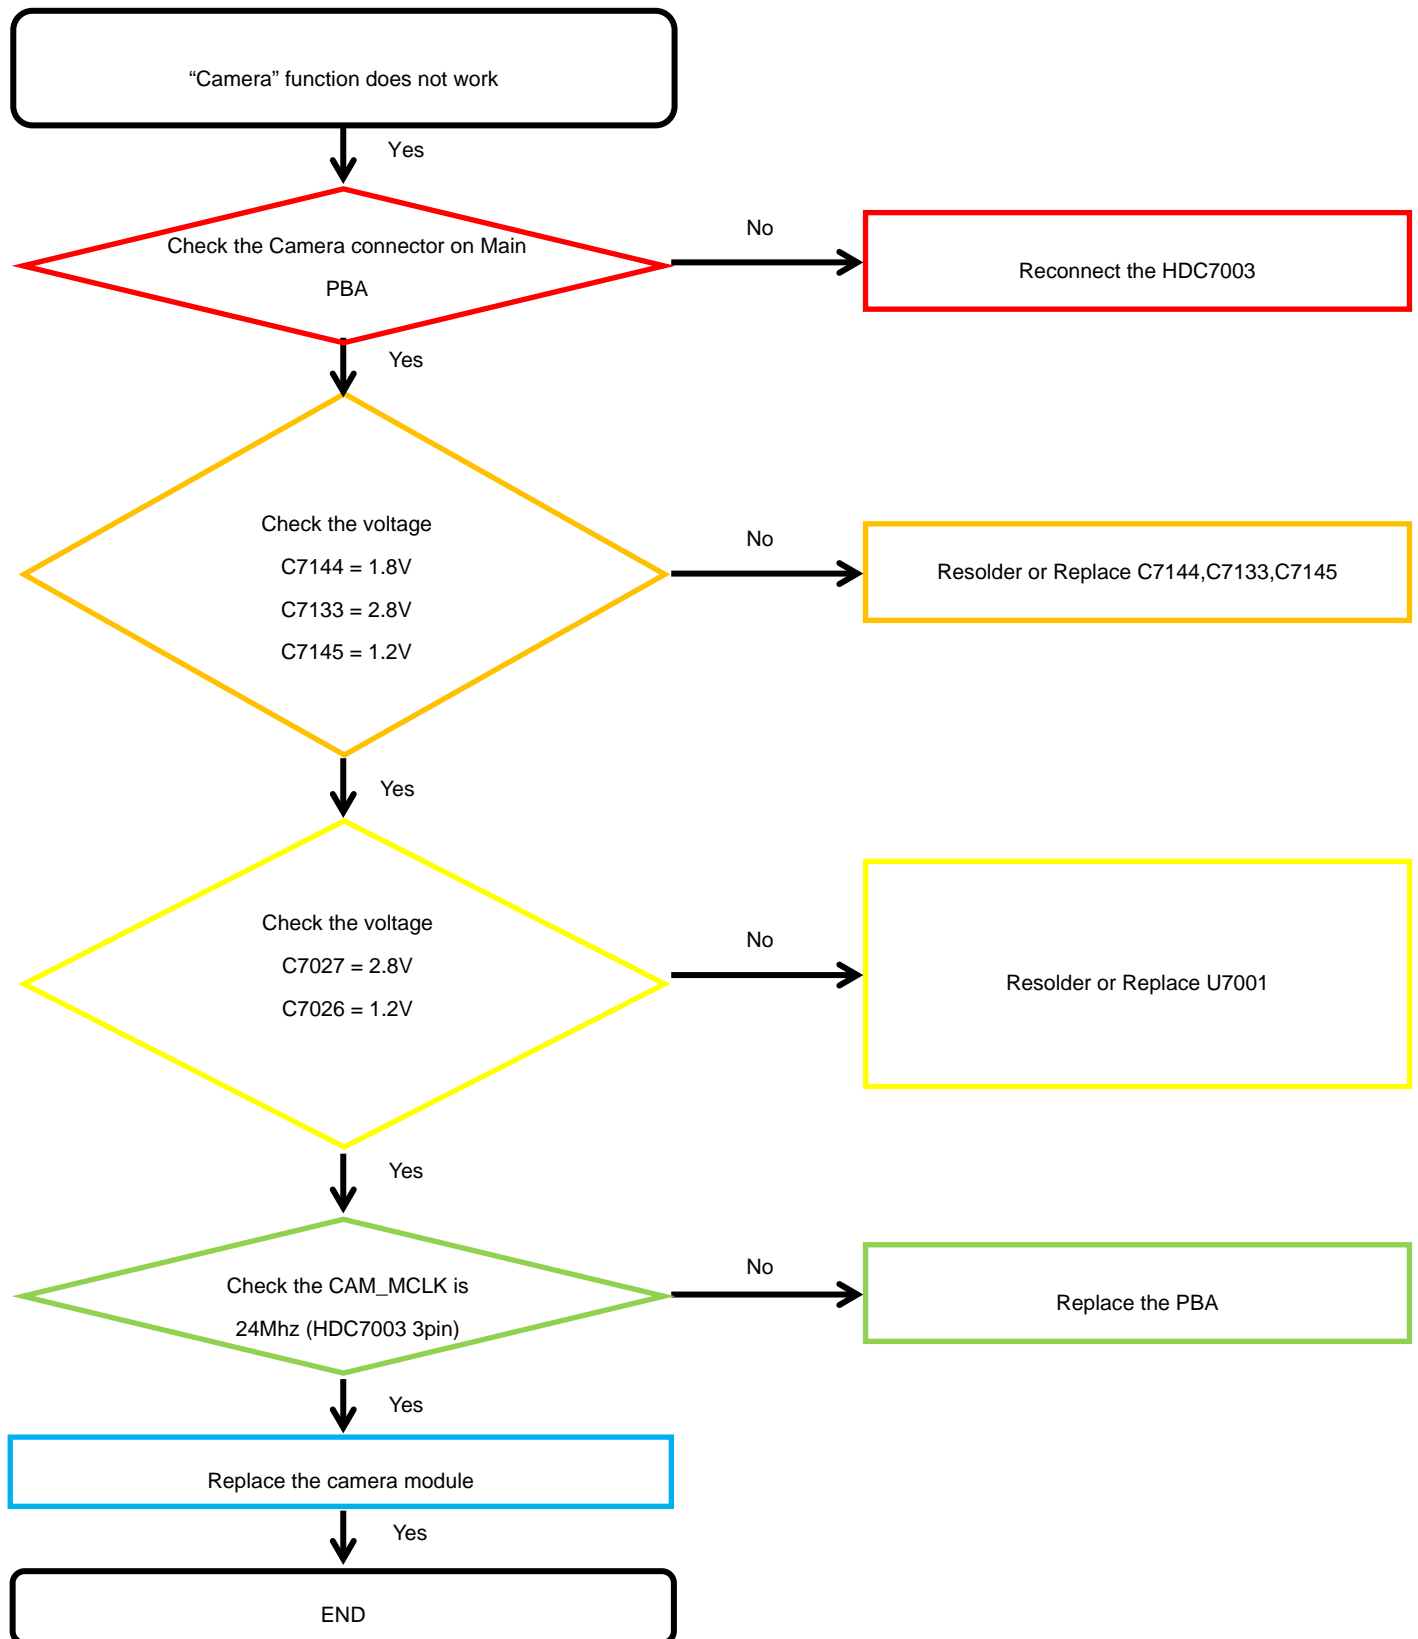 “Camera” function does not work
Yes
Check the Camera connector on Main
PBA
No
Reconnect the HDC7003
Yes
Check the voltage
C7144 = 1.8V
C7133 = 2.8V
C7145 = 1.2V
No
Resolder or Replace C7144,C7133,C7145
Yes
Check the voltage
C7027 = 2.8V
C7026 = 1.2V
No
Resolder or Replace U7001
Yes
Check the CAM_MCLK is
24Mhz (HDC7003 3pin)
No
Replace the PBA
Yes
Replace the camera module
Yes
END